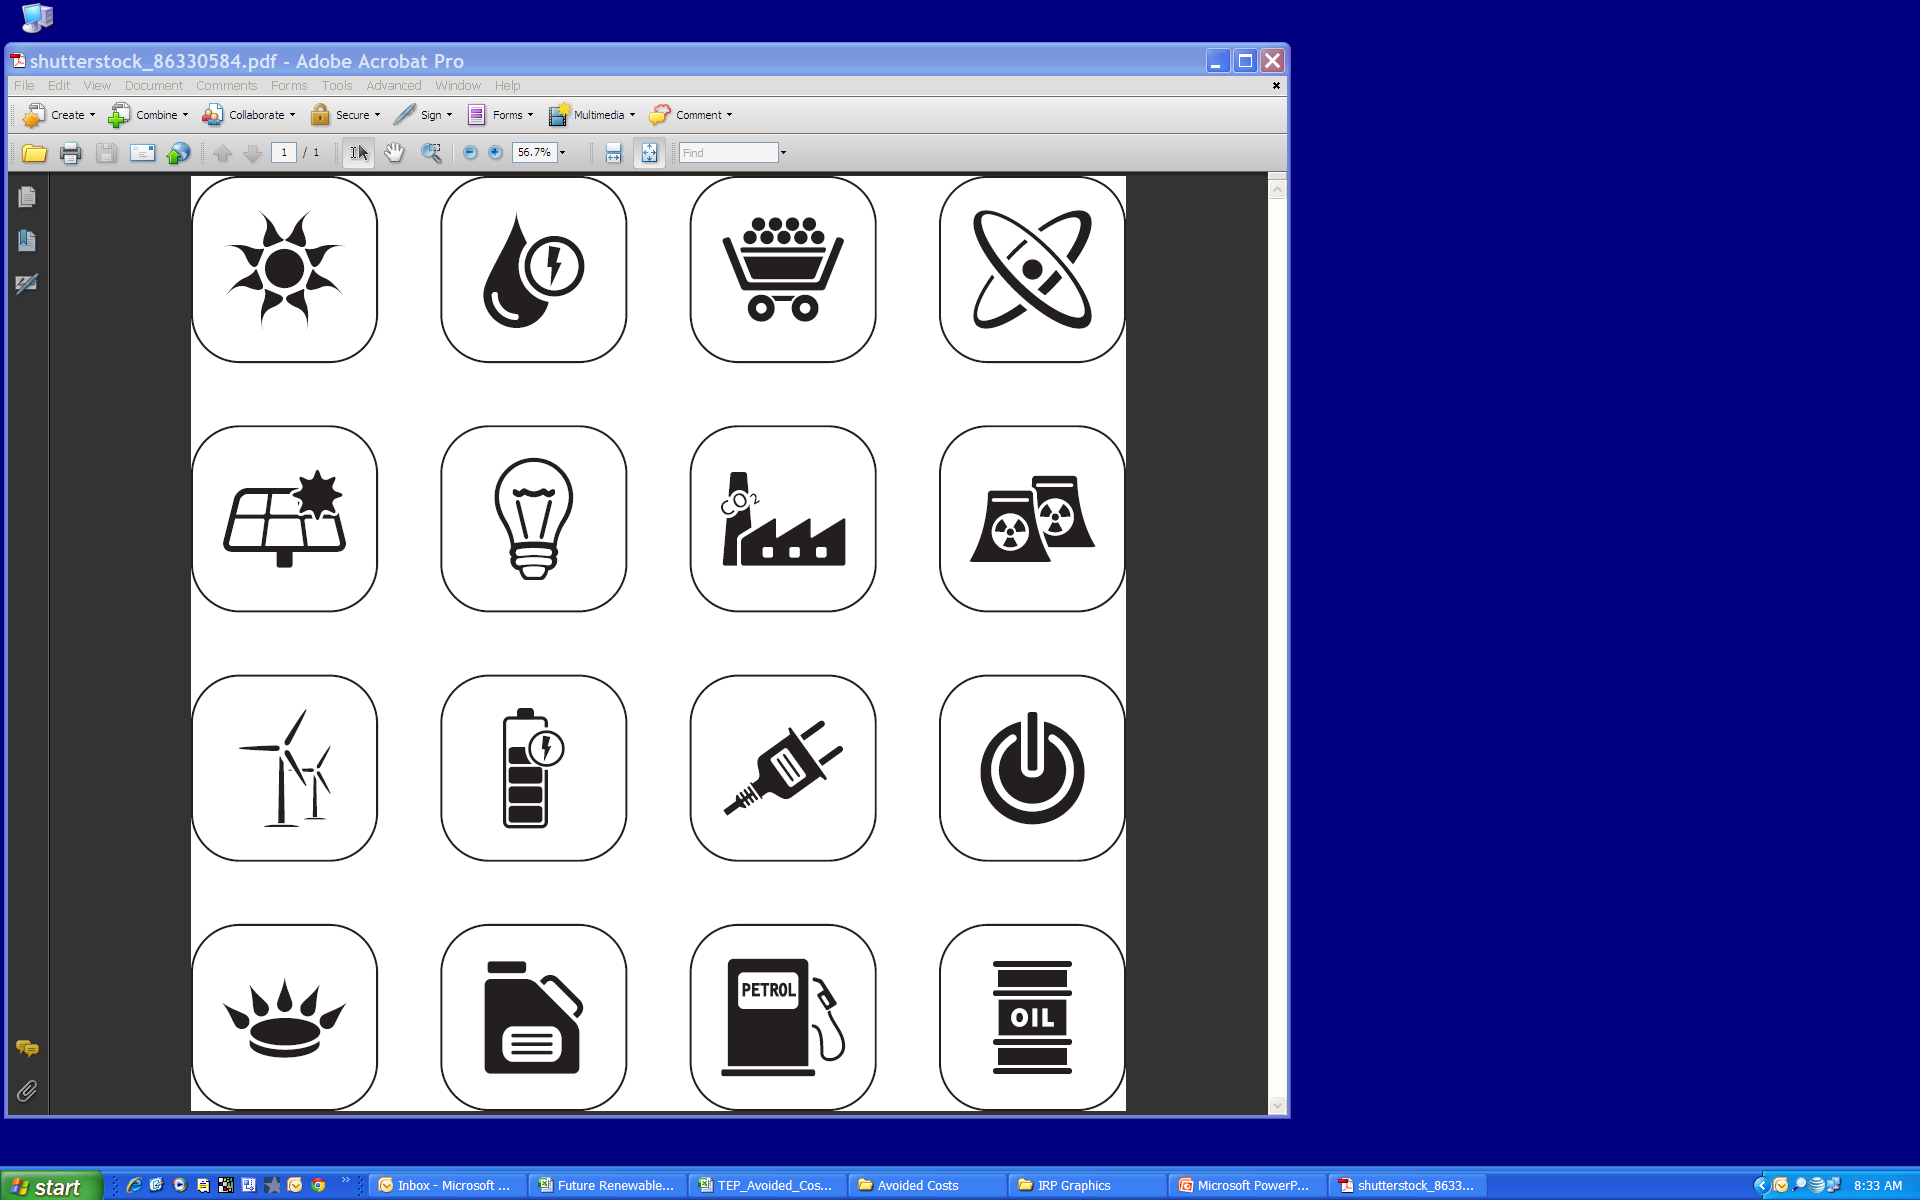 shutterstock_86330584.pdf - Adobe Acrobat Pro
File Edit View Document Comments Forms Tools Advanced Window Help
Create Combine Collaborate Secure Sign Forms Multimedia Comment
1 / 1 56.7% Find
CO2
PETROL
OIL
start Inbox - Microsoft ... Future Renewable... TEP_Avoided_Cos... Avoided Costs IRP Graphics Microsoft PowerP... shutterstock_8633... 8:33 AM